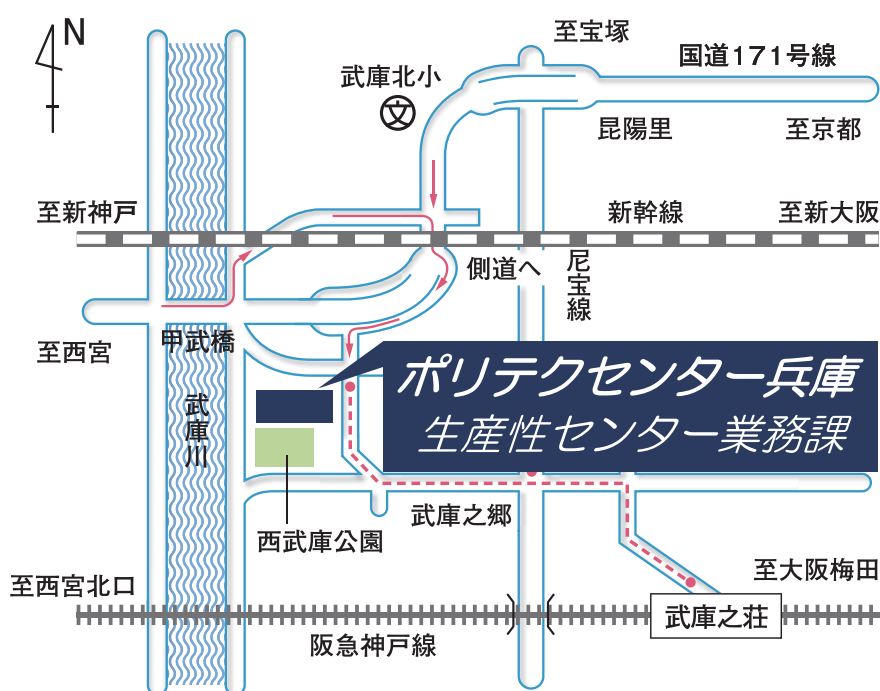 N
至宝塚
国道171号線
武庫北小
文
昆陽里
至京都
至新神戸
新幹線
至新大阪
側道へ
尼宝線
至西宮
甲武橋
ポリテクセンター兵庫
生産性センター業務課
武庫川
武庫之郷
西武庫公園
至大阪梅田
至西宮北口
武庫之荘
阪急神戸線